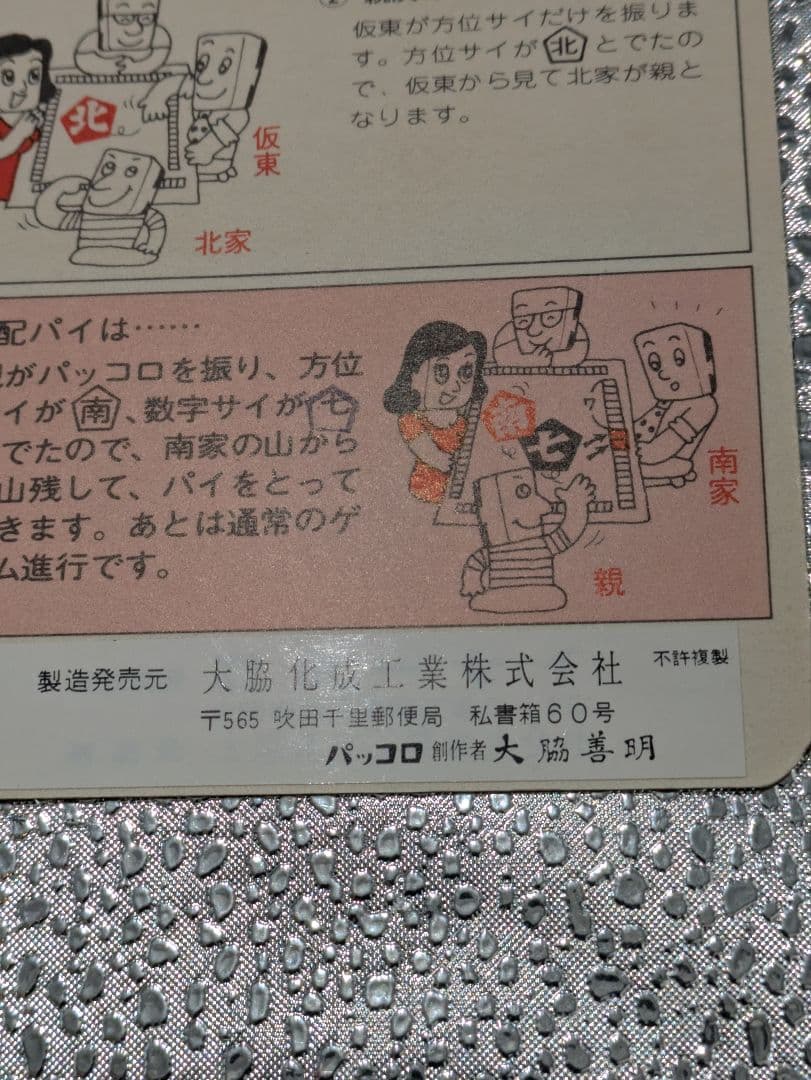 仮東が方位サイだけを振りま
す。方位サイが北とでたの
で、仮東から見て北家が親と
なります。
北
仮東
北家
配パイは……
がパッコロを振り、方位
イが南、数字サイが七
でたので、南家の山から
山残して、パイをとって
きます。あとは通常のゲ
ム進行です。
南
七
ワ
南家
親
製造発売元 大脇化成工業株式会社 不許複製
〒565 吹田千里郵便局 私書箱60号
パッコロ 創作者 大脇善明